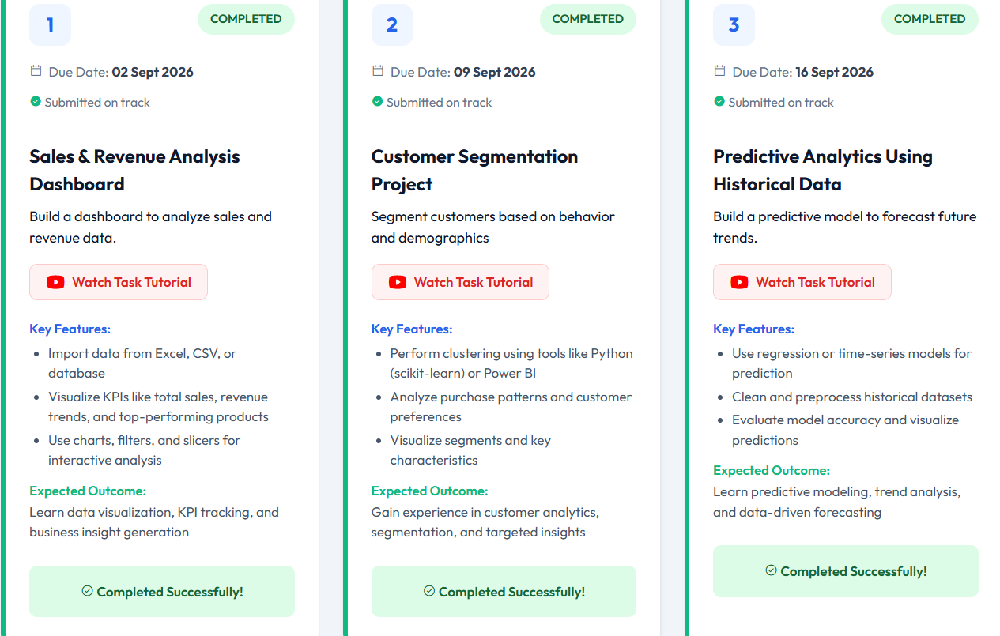 1
COMPLETED
Due Date: 02 Sept 2026
Submitted on track
Sales & Revenue Analysis
Dashboard
Build a dashboard to analyze sales and
revenue data.
Watch Task Tutorial
Key Features:
• Import data from Excel, CSV, or
database
• Visualize KPIs like total sales, revenue
trends, and top-performing products
• Use charts, filters, and slicers for
interactive analysis
Expected Outcome:
Learn data visualization, KPI tracking, and
business insight generation
Completed Successfully!
2
COMPLETED
Due Date: 09 Sept 2026
Submitted on track
Customer Segmentation
Project
Segment customers based on behavior
and demographics
Watch Task Tutorial
Key Features:
• Perform clustering using tools like Python
(scikit-learn) or Power BI
• Analyze purchase patterns and customer
preferences
• Visualize segments and key
characteristics
Expected Outcome:
Gain experience in customer analytics,
segmentation, and targeted insights
Completed Successfully!
3
COMPLETED
Due Date: 16 Sept 2026
Submitted on track
Predictive Analytics Using
Historical Data
Build a predictive model to forecast future
trends.
Watch Task Tutorial
Key Features:
• Use regression or time-series models for
prediction
• Clean and preprocess historical datasets
• Evaluate model accuracy and visualize
predictions
Expected Outcome:
Learn predictive modeling, trend analysis,
and data-driven forecasting
Completed Successfully!